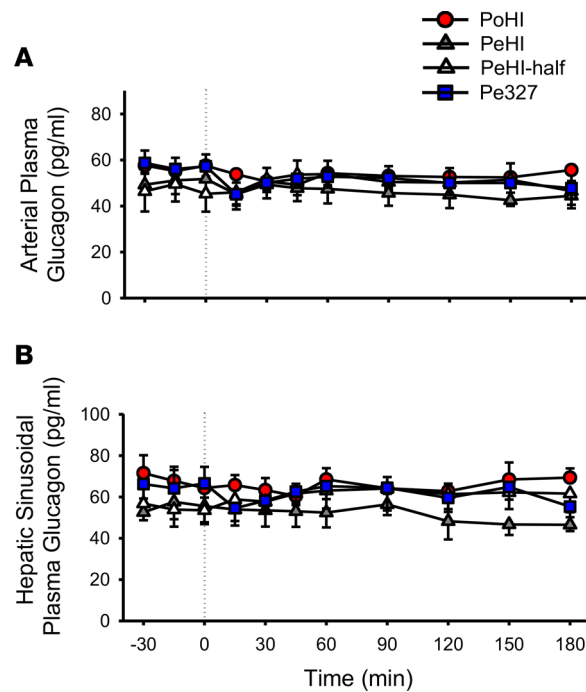 PoHI
PeHI
PeHI-half
Pe327
A
80
60
40
20
0
Arterial Plasma
Glucagon (pg/ml)
B
100
80
60
40
20
0
Hepatic Sinusoidal
Plasma Glucagon (pg/ml)
-30 0 30 60 90 120 150 180
Time (min)